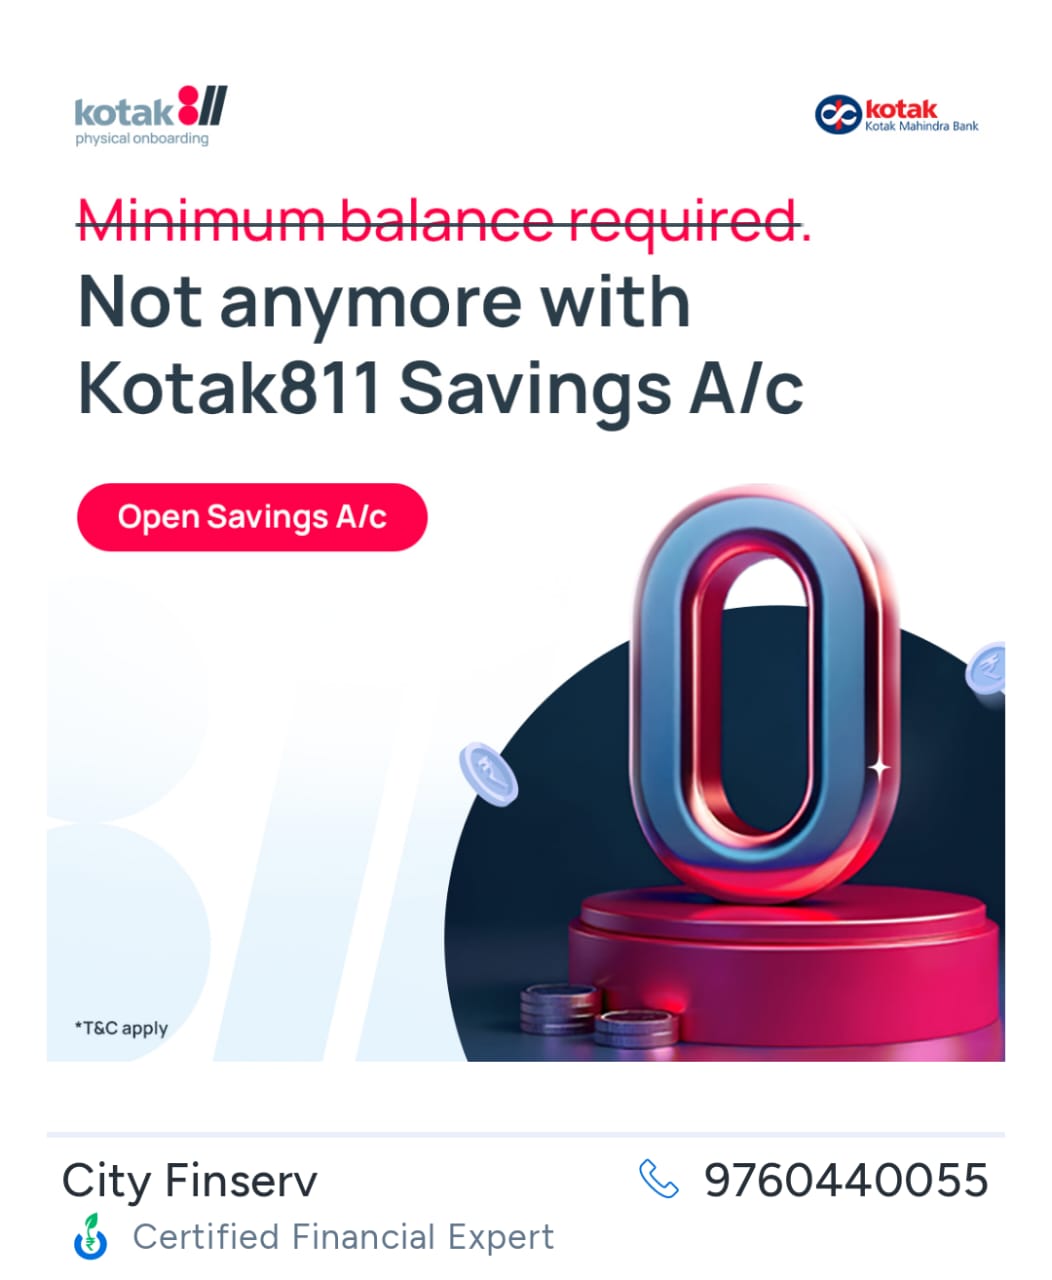 kotak811
physical onboarding
kotak
Kotak Mahindra Bank
Minimum balance required.
Not anymore with
Kotak811 Savings A/c
Open Savings A/c
*T&C apply
City Finserv
9760440055
Certified Financial Expert